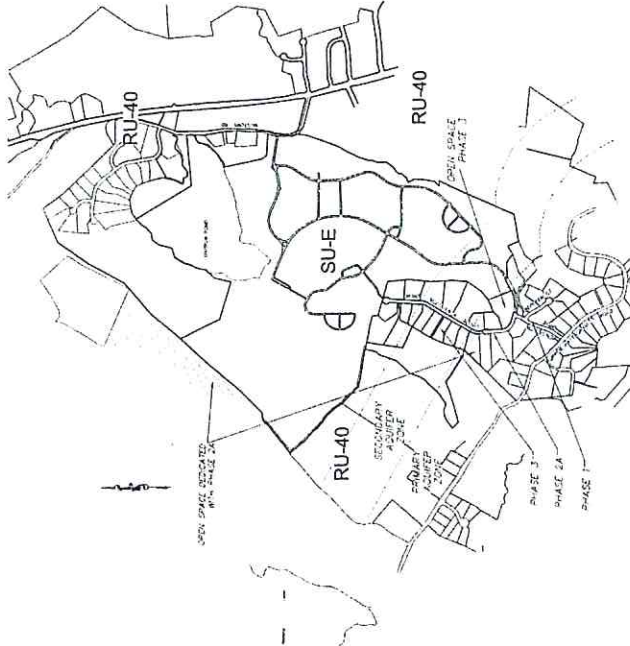 RU-40
RU-40
OPEN SPACE
PHASE 3
SU-E
OPEN SPACE DEDICATED
WITH PHASE 2A
RU-40
SECONDARY
AQUIFER
ZONE
PRIMARY
AQUIFER
ZONE
PHASE 3
PHASE 2A
PHASE 1